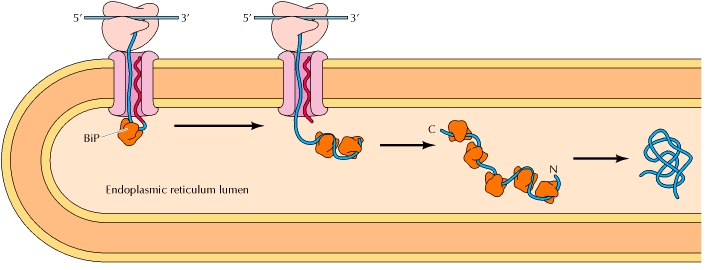 5′ 3′ 5′ 3′
BiP
C
N
Endoplasmic reticulum lumen